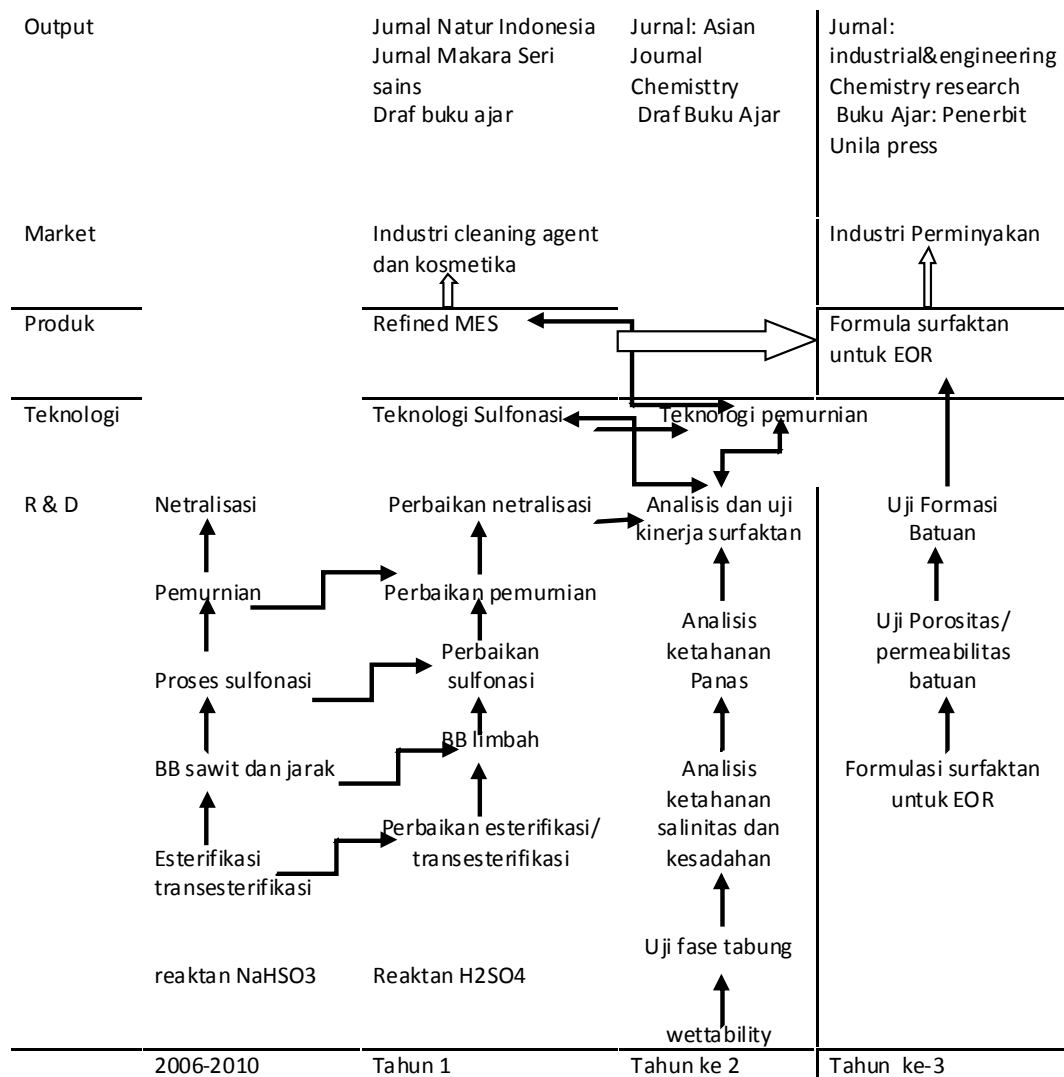 Output
Jurnal Natur Indonesia
Jurnal Makara Seri
sains
Draf buku ajar
Jurnal: Asian
Journal
Chemisttry
Draf Buku Ajar
Jurnal:
industrial&engineering
Chemistry research
Buku Ajar: Penerbit
Unila press
Market
Industri cleaning agent
dan kosmetika
Industri Perminyakan
Produk
Refined MES
Formula surfaktan
untuk EOR
Teknologi
Teknologi Sulfonasi
Teknologi pemurnian
R & D
Netralisasi
Pemurnian
Proses sulfonasi
BB sawit dan jarak
Esterifikasi
transesterifikasi
reaktan NaHSO3
Perbaikan netralisasi
Perbaikan pemurnian
Perbaikan
sulfonasi
BB limbah
Perbaikan esterifikasi/
transesterifikasi
Reaktan H2SO4
Analisis dan uji
kinerja surfaktan
Analisis
ketahanan
Panas
Analisis
ketahanan
salinitas dan
kesadahan
Uji fase tabung
wettability
Uji Formasi
Batuan
Uji Porositas/
permeabilitas
batuan
Formulasi surfaktan
untuk EOR
2006-2010
Tahun 1
Tahun ke 2
Tahun ke-3